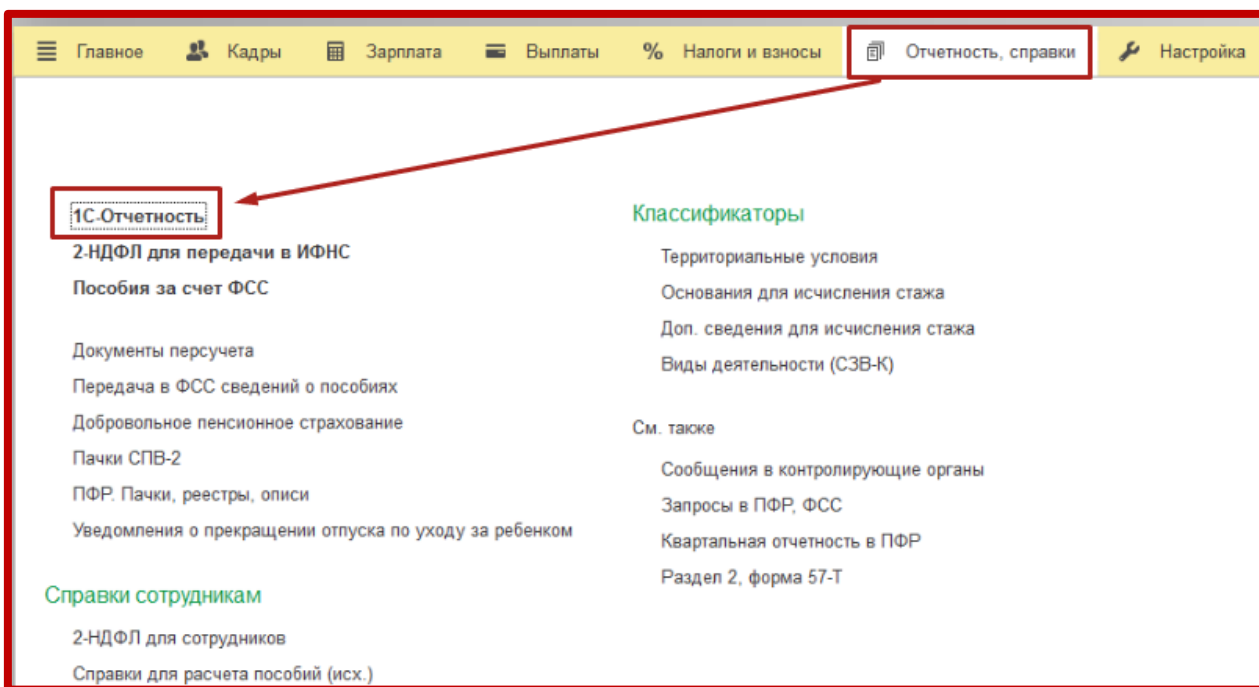 Главное Кадры Зарплата Выплаты % Налоги и взносы Отчетность, справки Настройка
1С-Отчетность
2-НДФЛ для передачи в ИФНС
Пособия за счет ФСС
Документы персучета
Передача в ФСС сведений о пособиях
Добровольное пенсионное страхование
Пачки СПВ-2
ПФР. Пачки, реестры, описи
Уведомления о прекращении отпуска по уходу за ребенком
Справки сотрудникам
2-НДФЛ для сотрудников
Справки для расчета пособий (исх.)
Классификаторы
Территориальные условия
Основания для исчисления стажа
Доп. сведения для исчисления стажа
Виды деятельности (СЗВ-К)
См. также
Сообщения в контролирующие органы
Запросы в ПФР, ФСС
Квартальная отчетность в ПФР
Раздел 2, форма 57-Т